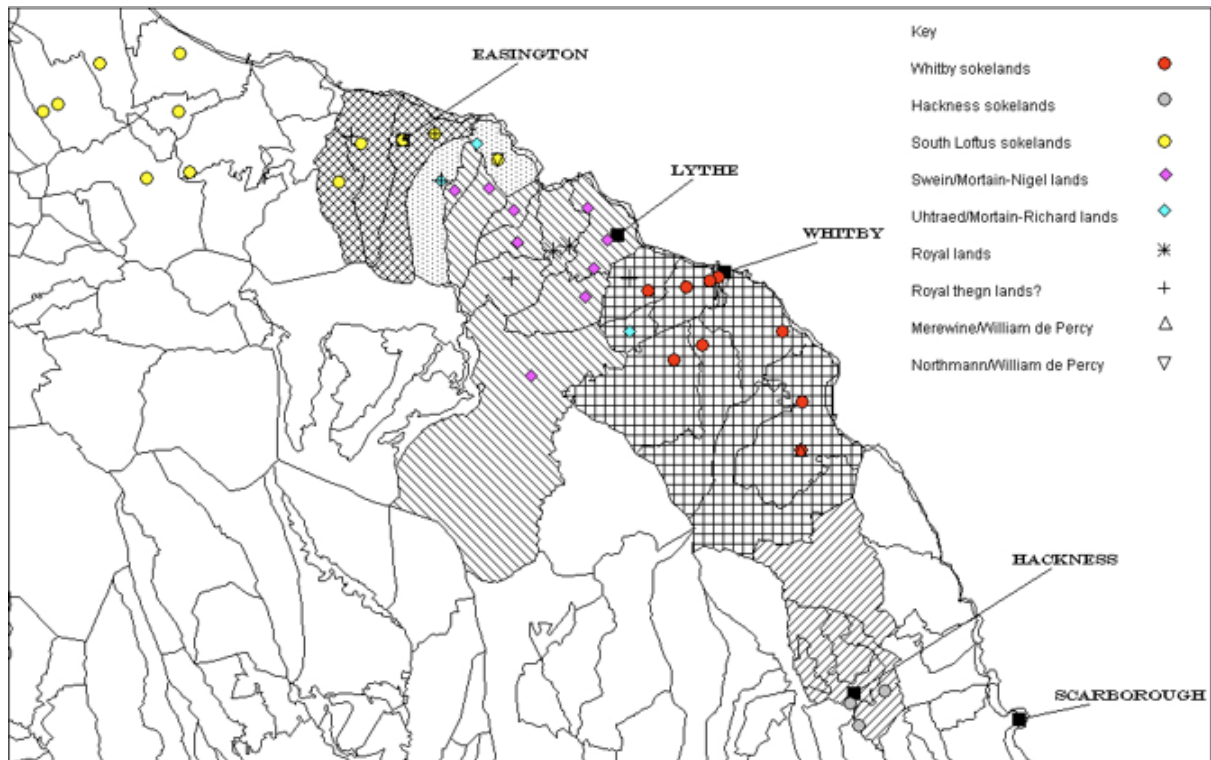 Key
EASINGTON
Whitby sokelands
Hackness sokelands
South Loftus sokelands
LYTHE
Swein/Mortain-Nigel lands
Uhtraed/Mortain-Richard lands
WHITBY
Royal lands
Royal thegn lands?
Merewine/William de Percy
Northmann/William de Percy
HACKNESS
SCARBOROUGH